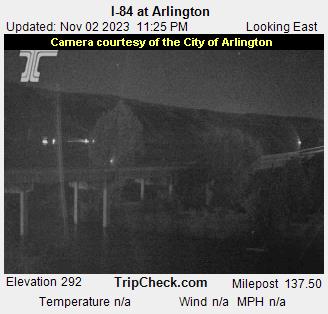 I-84 at Arlington
Updated: Nov 02 2023 11:25 PM Looking East
Camera courtesy of the City of Arlington
Elevation 292 TripCheck.com Milepost 137.50
Temperature n/a Wind n/a MPH n/a